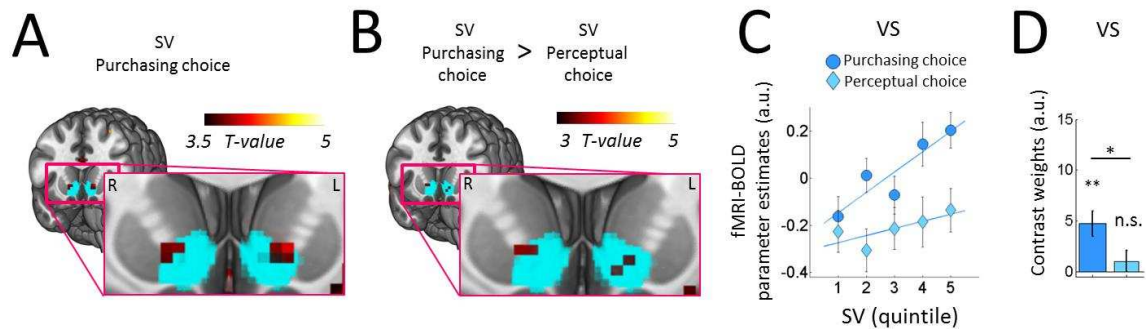 A
SV
Purchasing choice
3.5 T-value 5
R L
B
SV SV
Purchasing > Perceptual
choice choice
3 T-value 5
R L
C
VS
Purchasing choice
Perceptual choice
fMRI-BOLD
parameter estimates (a.u.)
0.2
0
-0.2
-0.4
1 2 3 4 5
SV (quintile)
D
VS
Contrast weights (a.u.)
15
10
5
0
*
**
n.s.